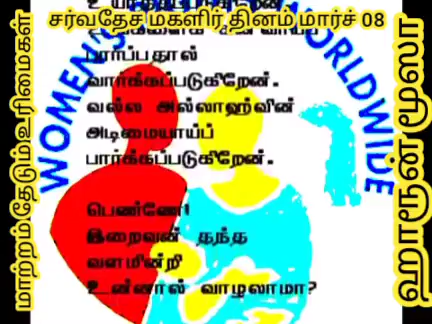 சர்வதேச மகளிர் தினம் மார்ச் 08
பார்ப்பதால்
வார்க்கப்படுகிறேன்.
வல்ல அல்லாஹ்வின்
அடிமையாய்ப்
பார்க்கப்படுகிறேன்.
பெண்ணே!
இறைவன் தந்த
வளமின்றி
உன்னால் வாழலாமா?
மாற்றம்தேடும்உரிமைகள்
ஹாரூன் மூஸா
WOMEN'S
WORLDWIDE